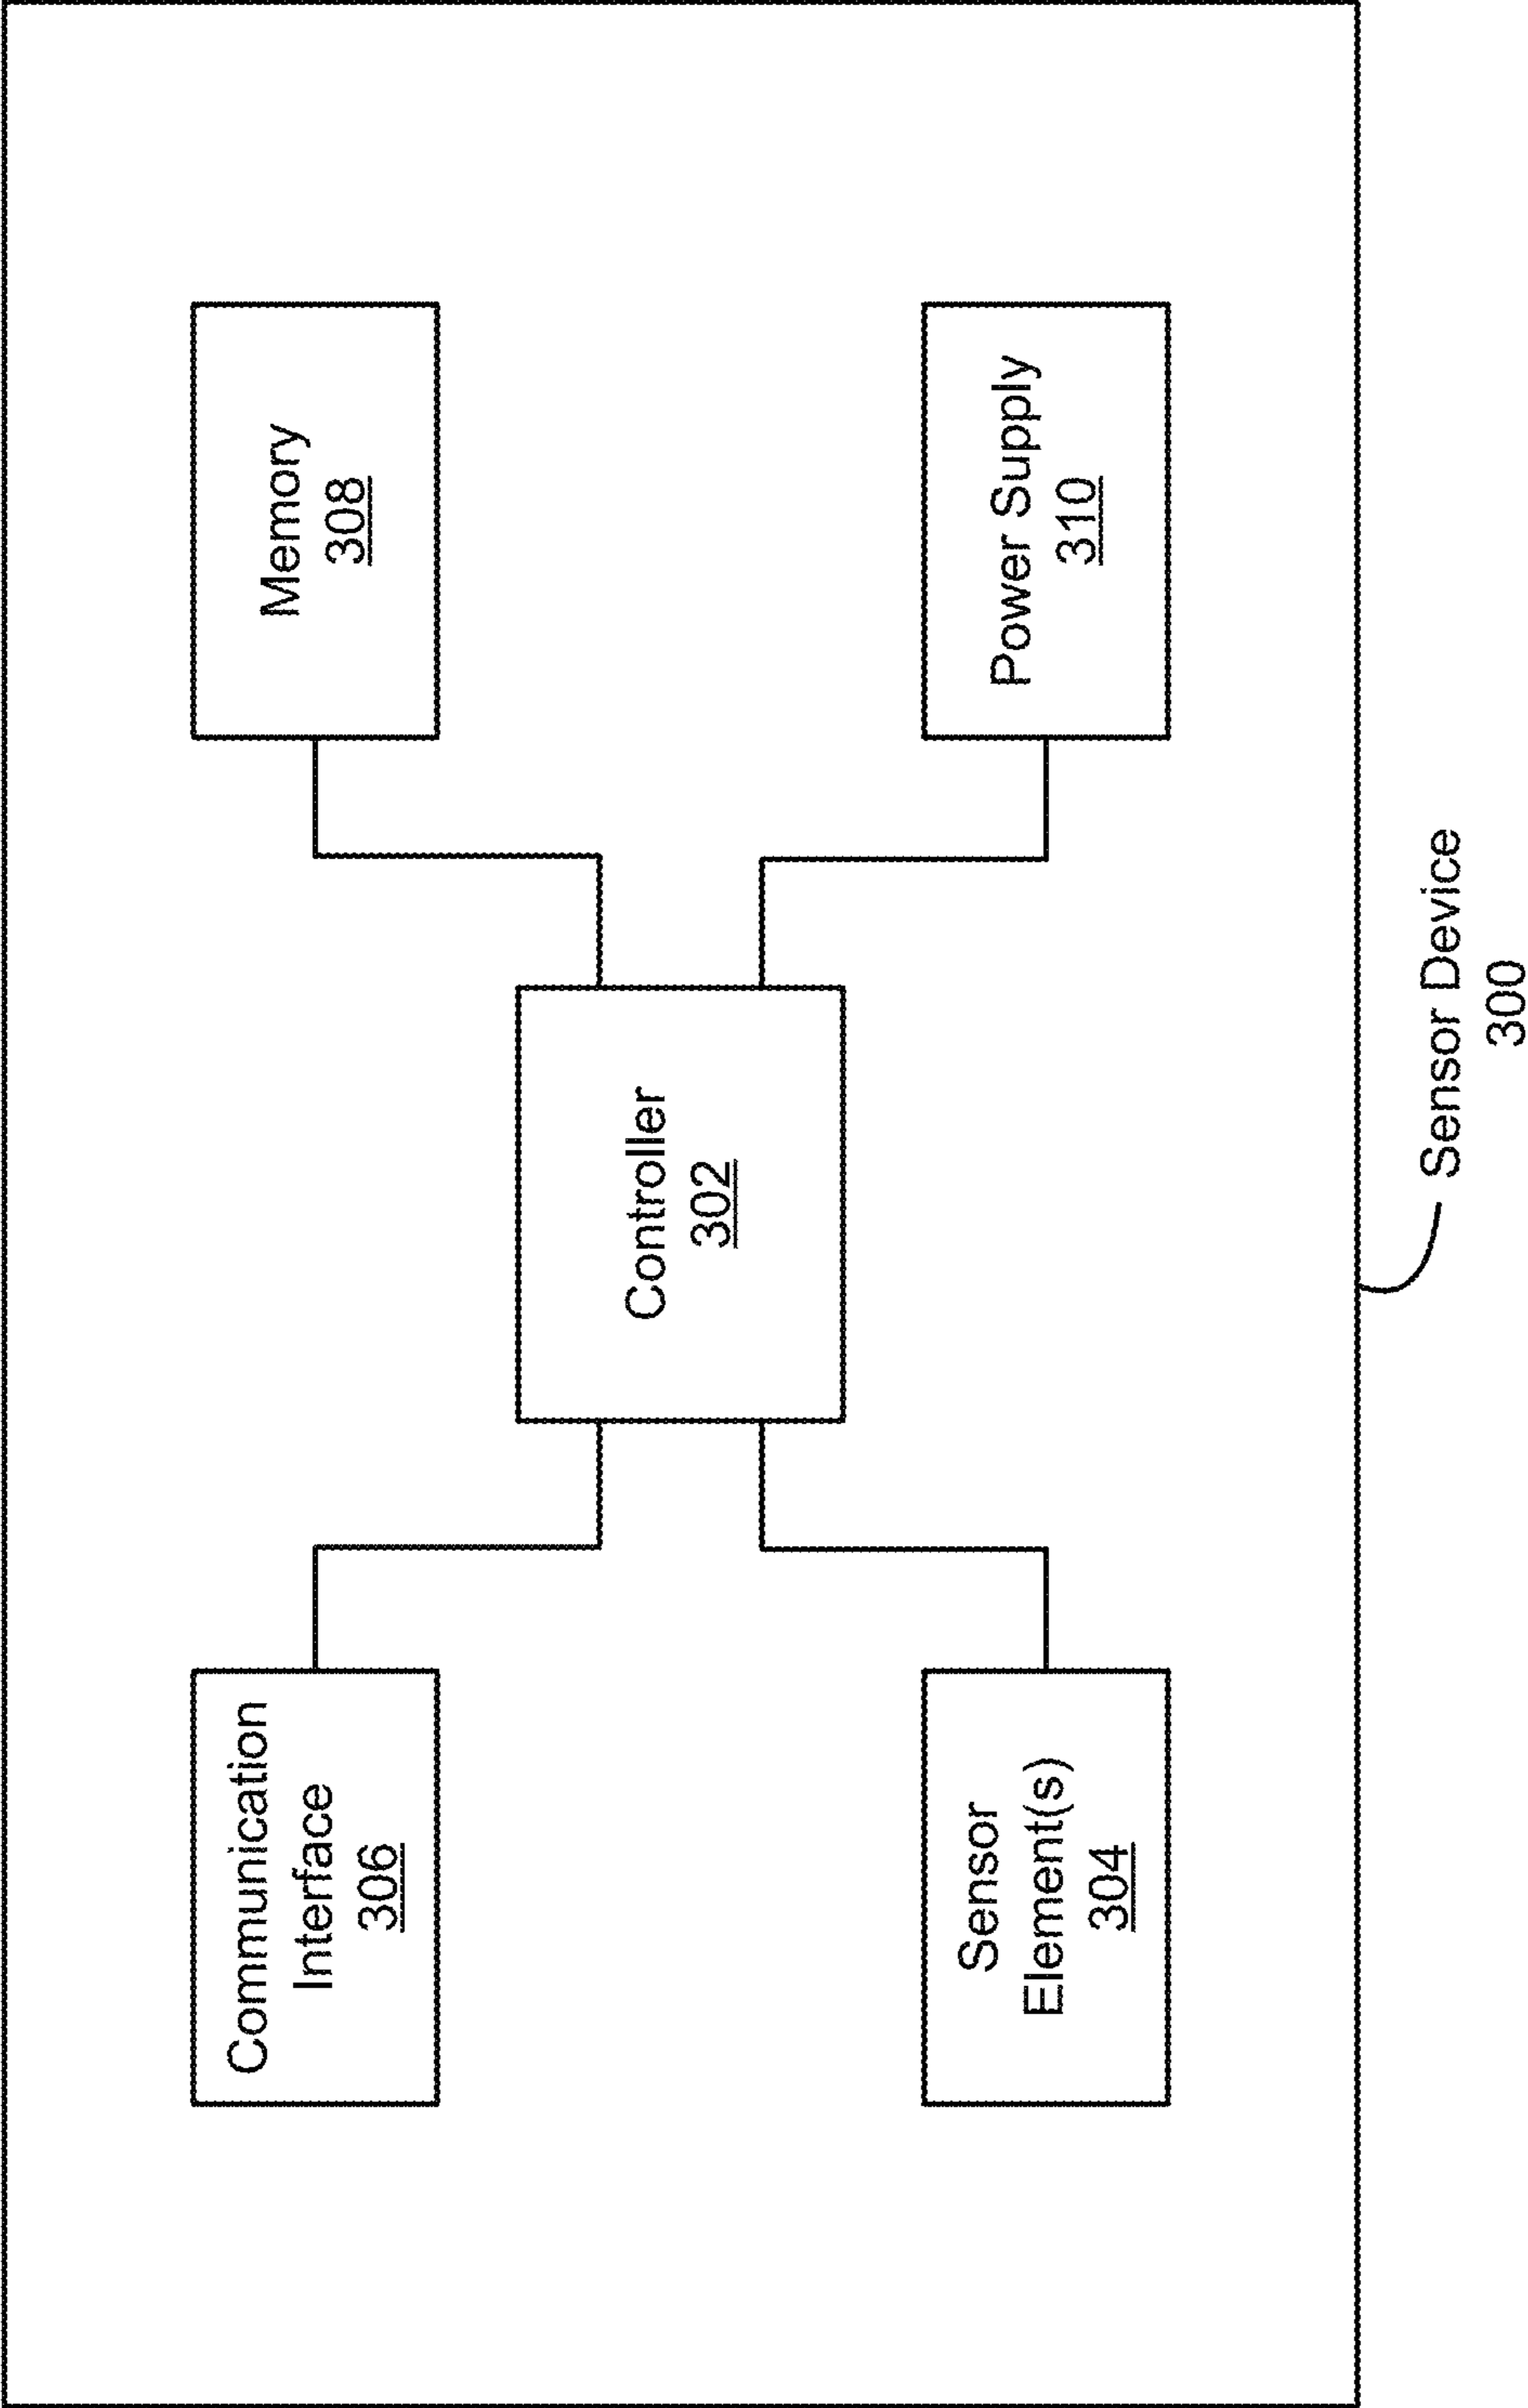 Communication
Interface
306
Memory
308
Controller
302
Sensor
Element(s)
304
Power Supply
310
Sensor Device
300